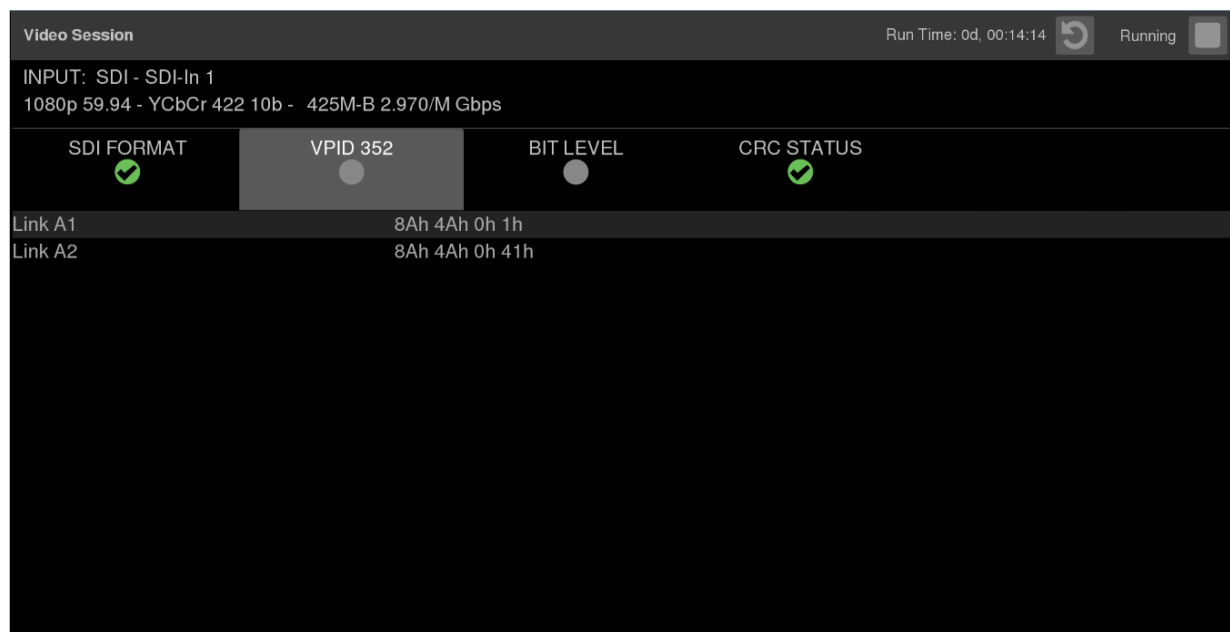 Video Session Run Time: 0d, 00:14:14 Running
INPUT: SDI - SDI-In 1
1080p 59.94 - YCbCr 422 10b - 425M-B 2.970/M Gbps
SDI FORMAT VPID 352 BIT LEVEL CRC STATUS
Link A1 8Ah 4Ah 0h 1h
Link A2 8Ah 4Ah 0h 41h